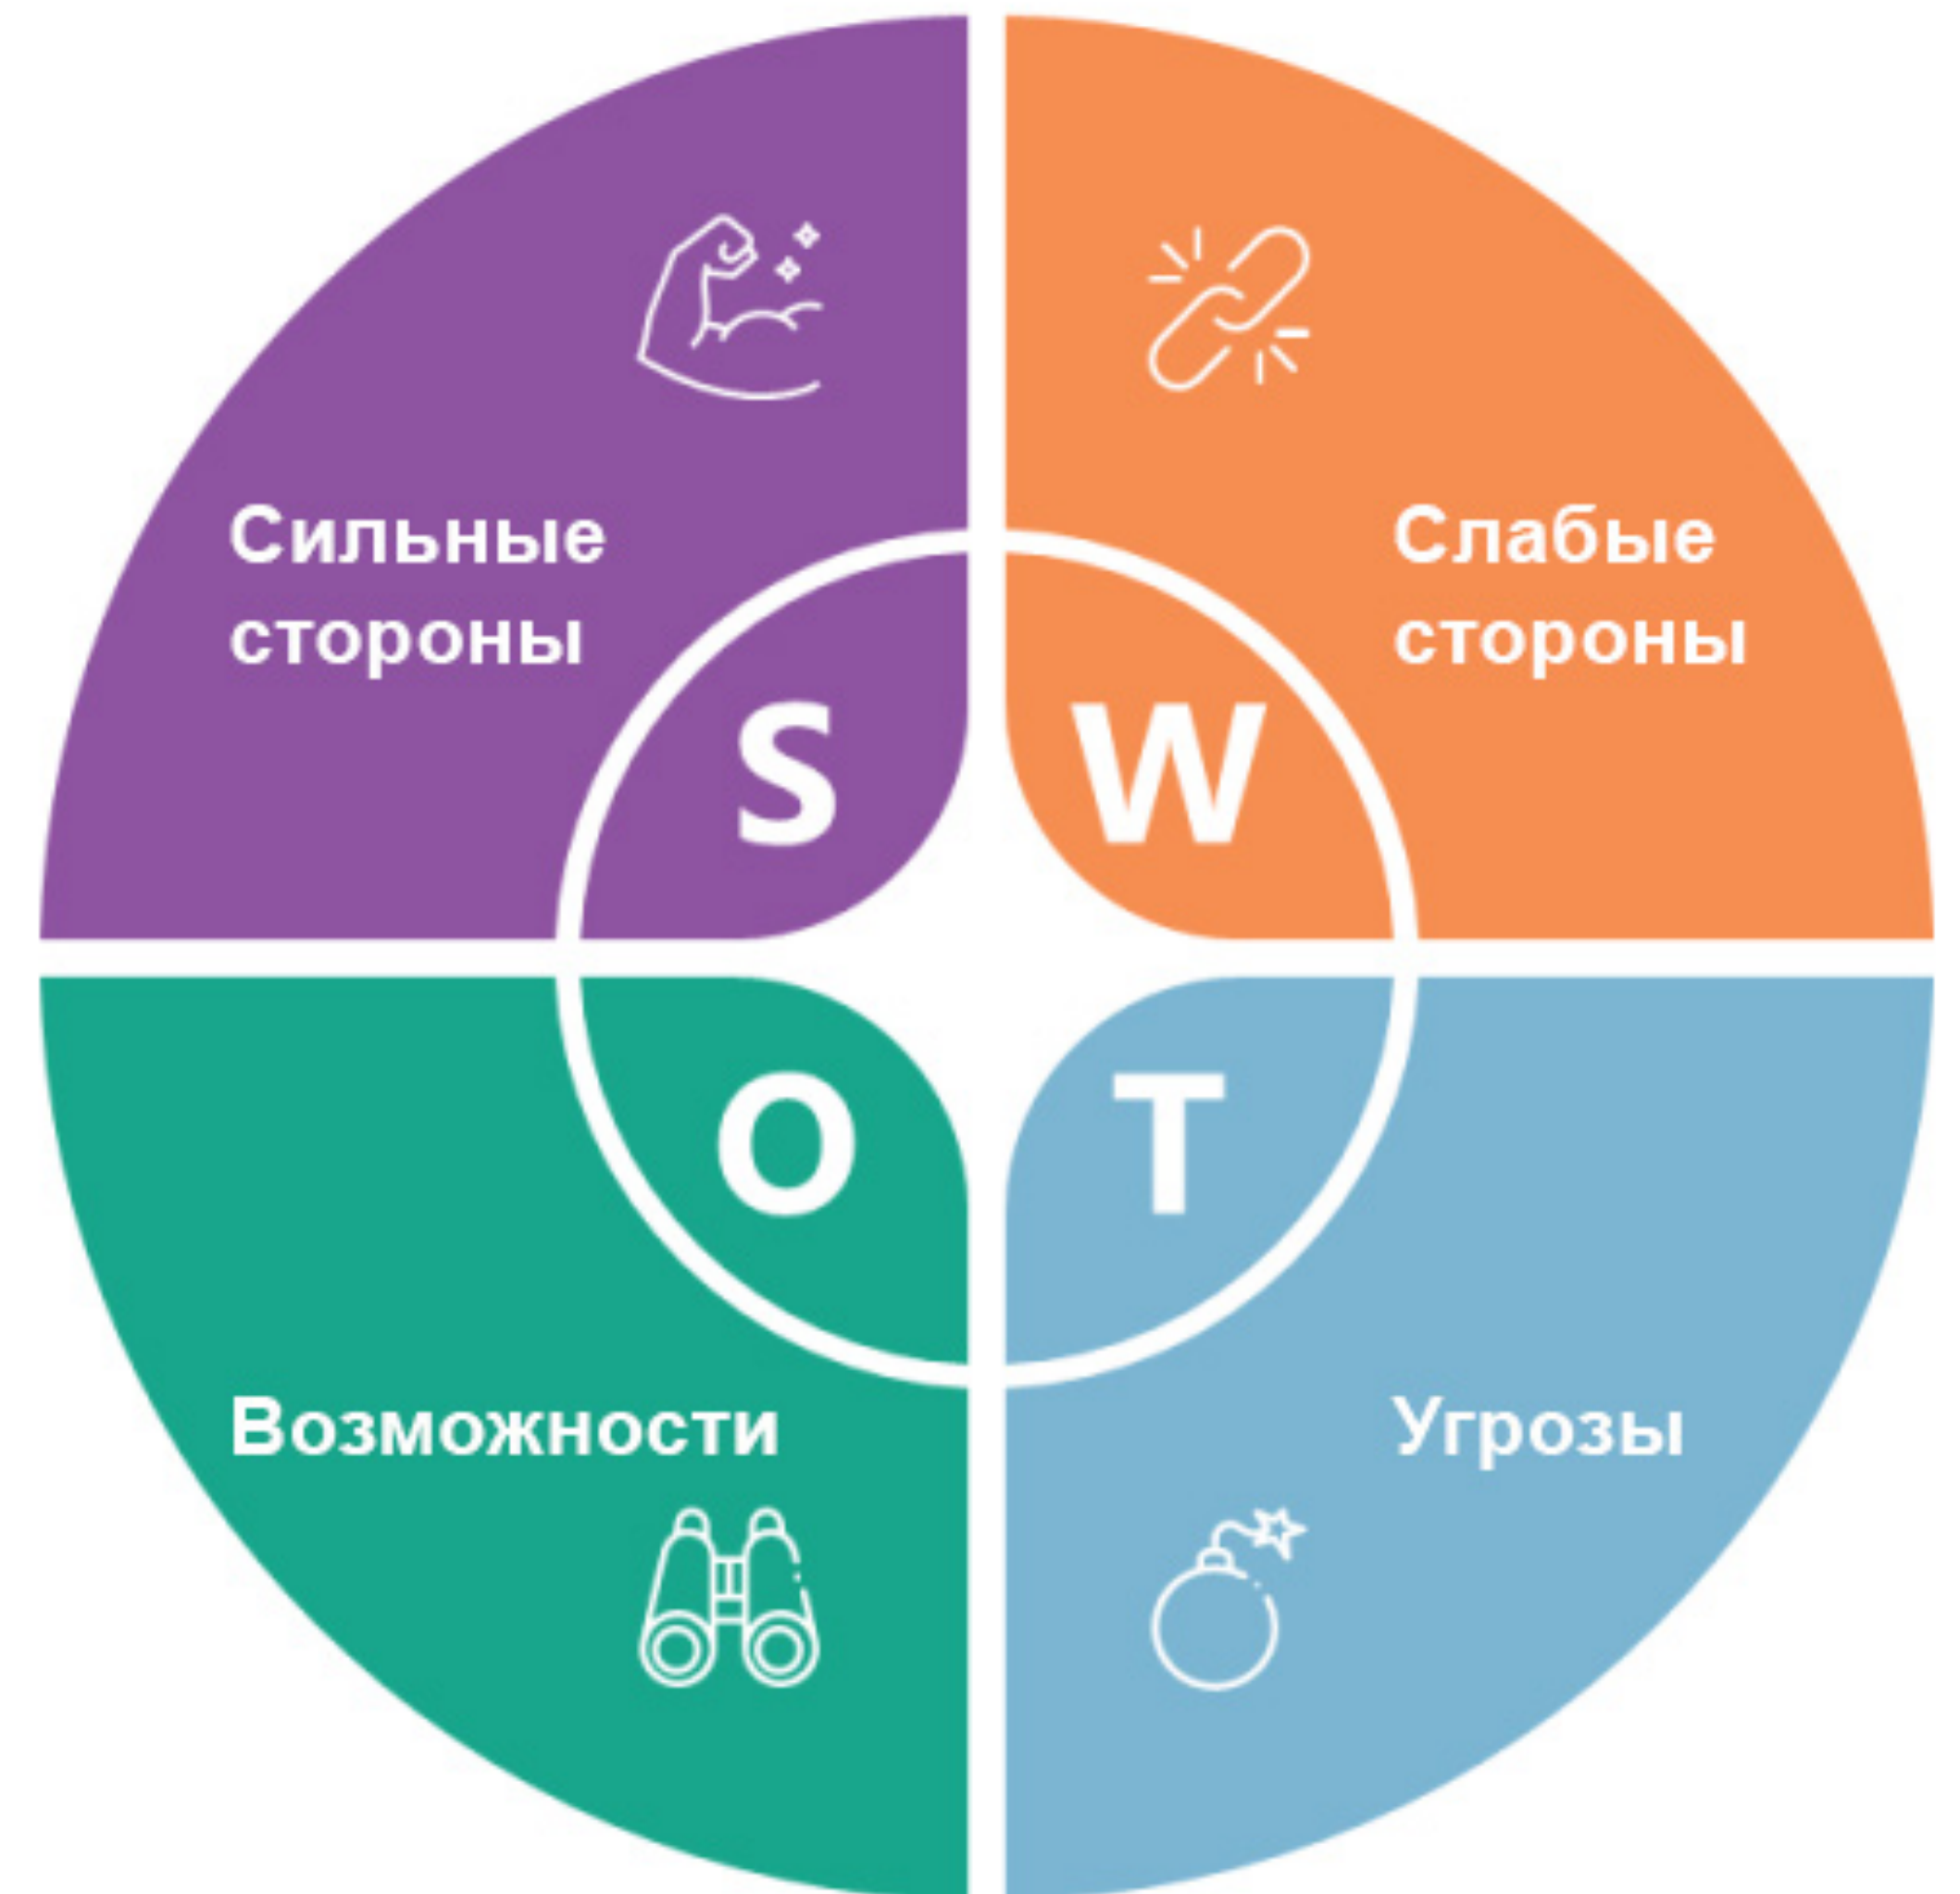 Сильные
стороны
S
Слабые
стороны
W
O
Возможности
T
Угрозы